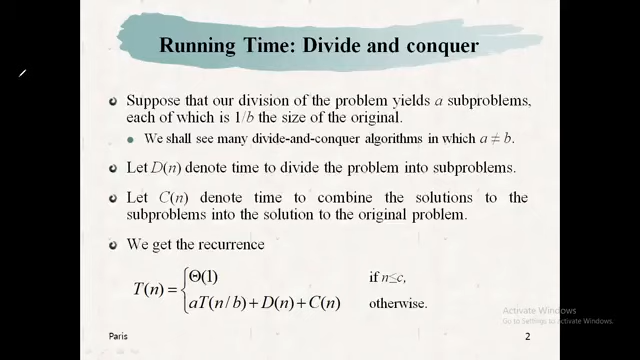 Running Time: Divide and conquer
Suppose that our division of the problem yields a subproblems,
each of which is 1/b the size of the original.
We shall see many divide-and-conquer algorithms in which a ≠ b.
Let D(n) denote time to divide the problem into subproblems.
Let C(n) denote time to combine the solutions to the
subproblems into the solution to the original problem.
We get the recurrence
T(n) = { Θ(1) if n≤c,
aT(n/b) + D(n) + C(n) otherwise.
Activate Windows
Go to Settings to activate Windows.
Paris 2